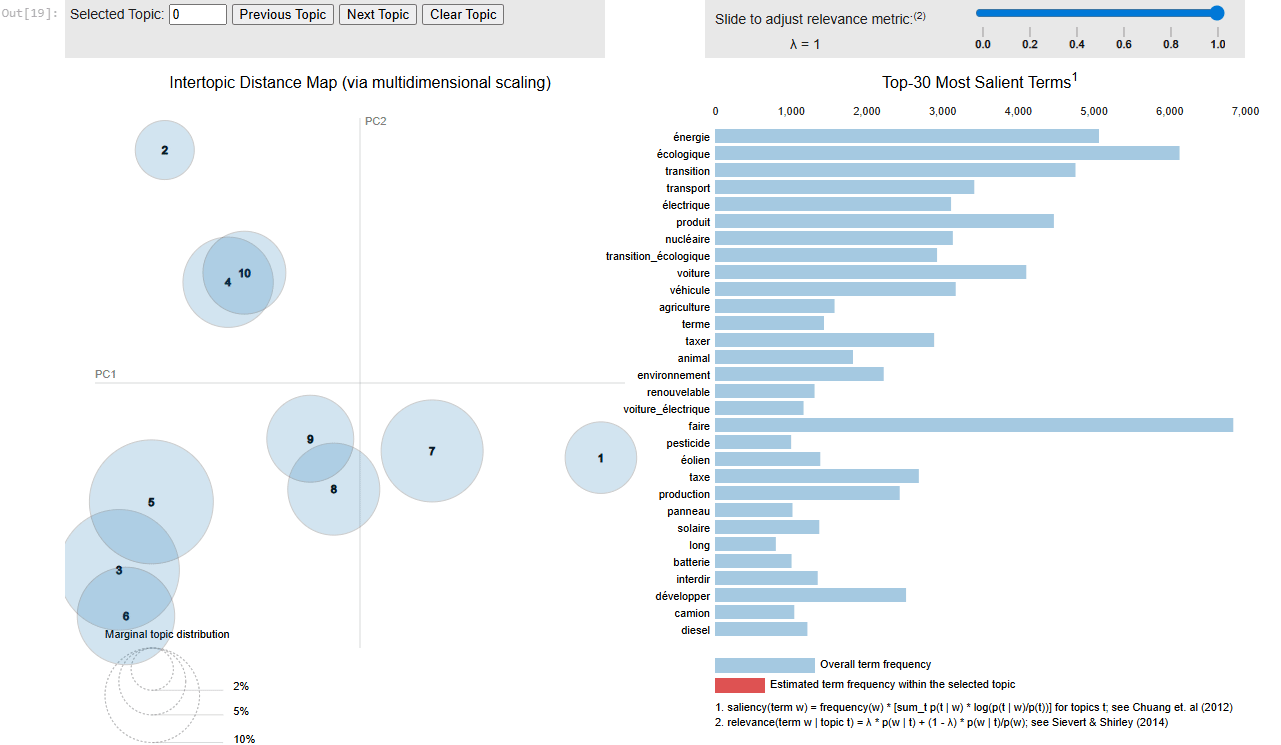 Out[19]:
Selected Topic: 0 Previous Topic Next Topic Clear Topic
Slide to adjust relevance metric:(2)
λ = 1
0.0 0.2 0.4 0.6 0.8 1.0
Intertopic Distance Map (via multidimensional scaling)
PC2
PC1
2
10
4
9
7
1
8
5
3
6
Marginal topic distribution
2%
5%
10%
Top-30 Most Salient Terms1
0 1,000 2,000 3,000 4,000 5,000 6,000 7,000
énergie
écologique
transition
transport
électrique
produit
nucléaire
transition_écologique
voiture
véhicule
agriculture
terme
taxer
animal
environnement
renouvelable
voiture_électrique
faire
pesticide
éolien
taxe
production
panneau
solaire
long
batterie
interdir
développer
camion
diesel
Overall term frequency
Estimated term frequency within the selected topic
1. saliency(term w) = frequency(w) * [sum_t p(t | w) * log(p(t | w)/p(t))] for topics t; see Chuang et. al (2012)
2. relevance(term w | topic t) = λ * p(w | t) + (1 - λ) * p(w | t)/p(w); see Sievert & Shirley (2014)